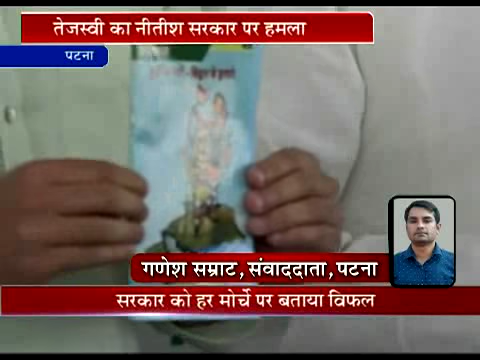 तेजस्वी का नीतीश सरकार पर हमला
पटना
गणेश सम्राट, संवाददाता, पटना
सरकार को हर मोर्चे पर बताया विफल